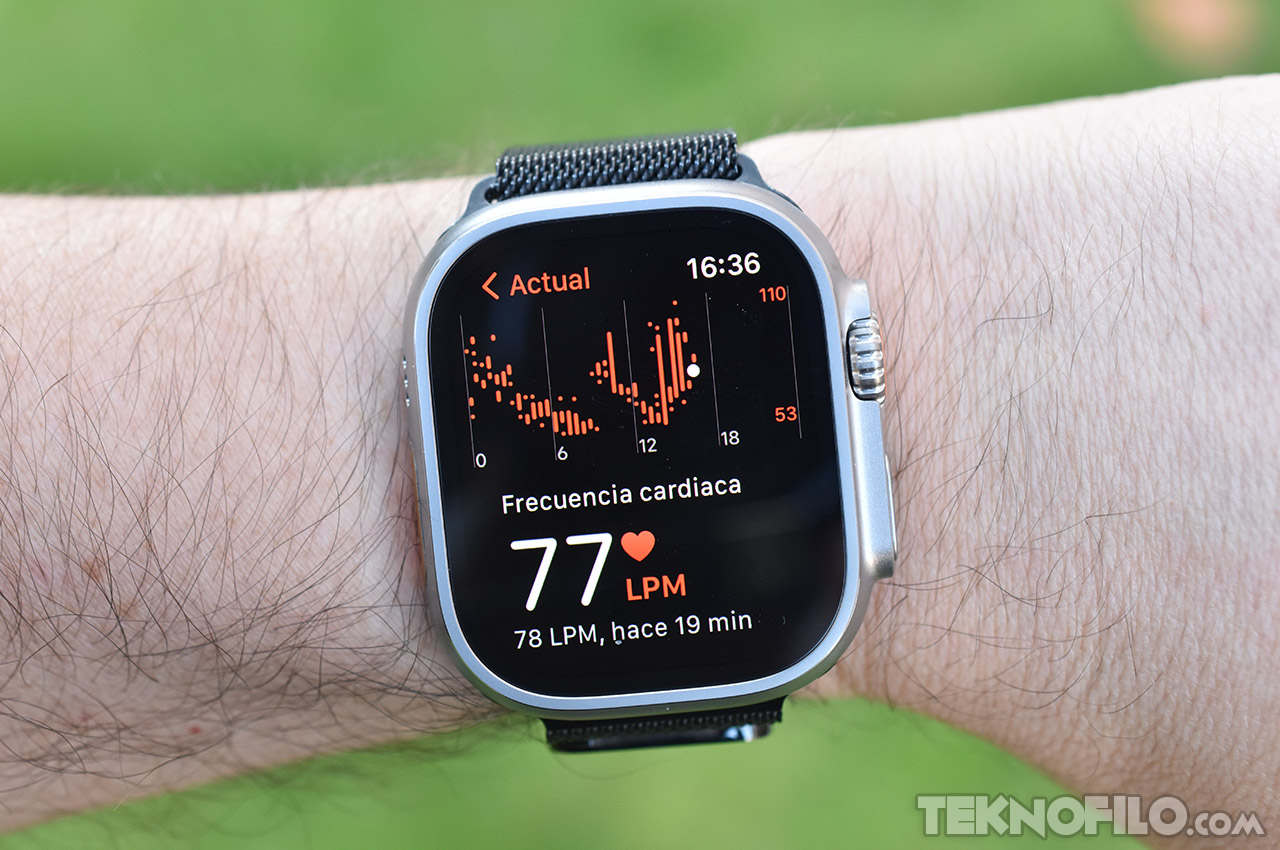 16:36
< Actual
110
53
0
6
12
18
Frecuencia cardiaca
77
LPM
78 LPM, hace 19 min
TEKNOFILO.COM